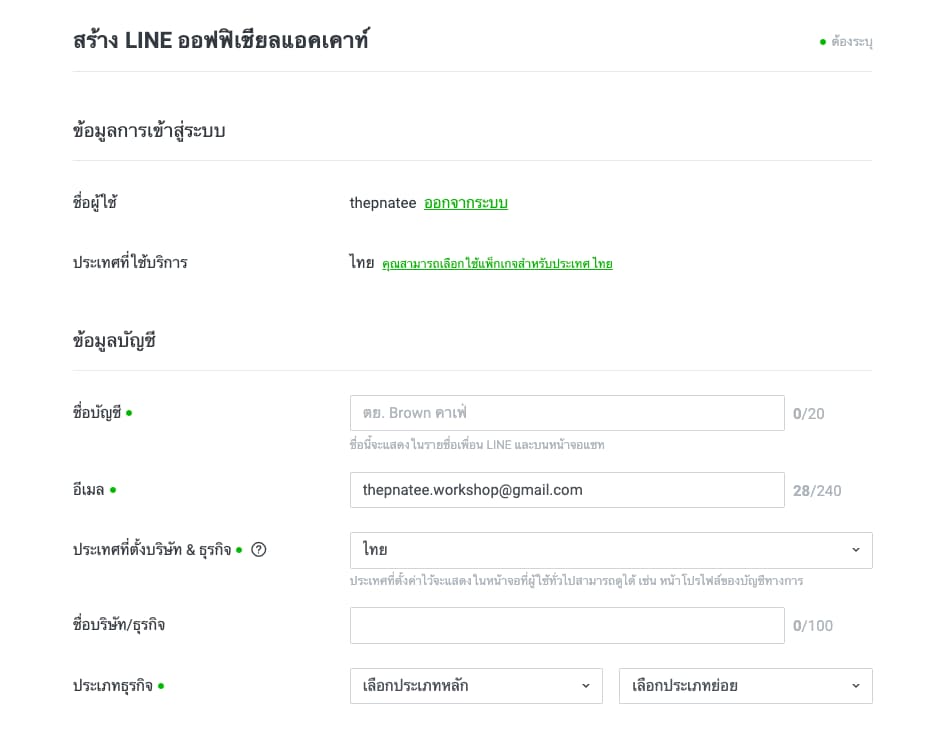 สร้าง LINE ออฟฟิเชียลแอคเคาท์
ต้องระบุ
ข้อมูลการเข้าสู่ระบบ
ชื่อผู้ใช้ thepnatee ออกจากระบบ
ประเทศที่ใช้บริการ ไทย คุณสามารถเลือกใช้แพ็กเกจสำหรับประเทศ ไทย
ข้อมูลบัญชี
ชื่อบัญชี ตย. Brown คาเฟ่ 0/20
ชื่อนี้จะแสดงในรายชื่อเพื่อน LINE และบนหน้าจอแชท
อีเมล thepnatee.workshop@gmail.com 28/240
ประเทศที่ตั้งบริษัท & ธุรกิจ ? ไทย
ประเทศที่ตั้งค่าไว้จะแสดงในหน้าจอที่ผู้ใช้ทั่วไปสามารถดูได้ เช่น หน้าโปรไฟล์ของบัญชีทางการ
ชื่อบริษัท/ธุรกิจ 0/100
ประเภทธุรกิจ เลือกประเภทหลัก เลือกประเภทย่อย